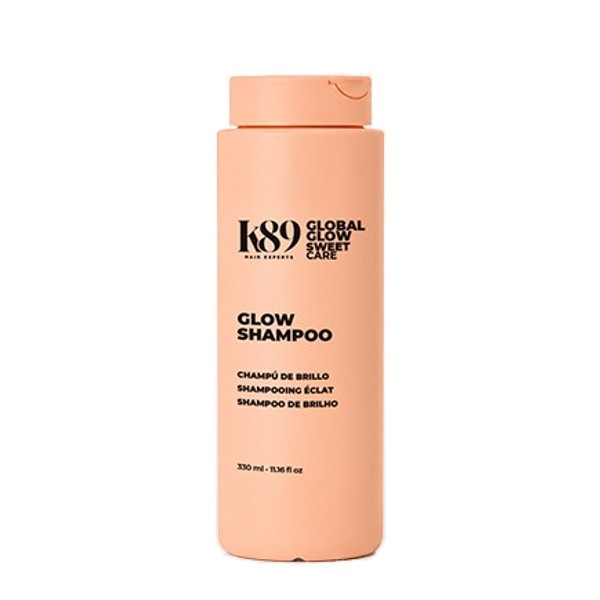 K89
HAIR EXPERTS
GLOBAL
GLOW
SWEET
CARE
GLOW
SHAMPOO
CHAMPÚ DE BRILLO
SHAMPOOING ÉCLAT
SHAMPOO DE BRILHO
330 ml - 11.16 fl oz